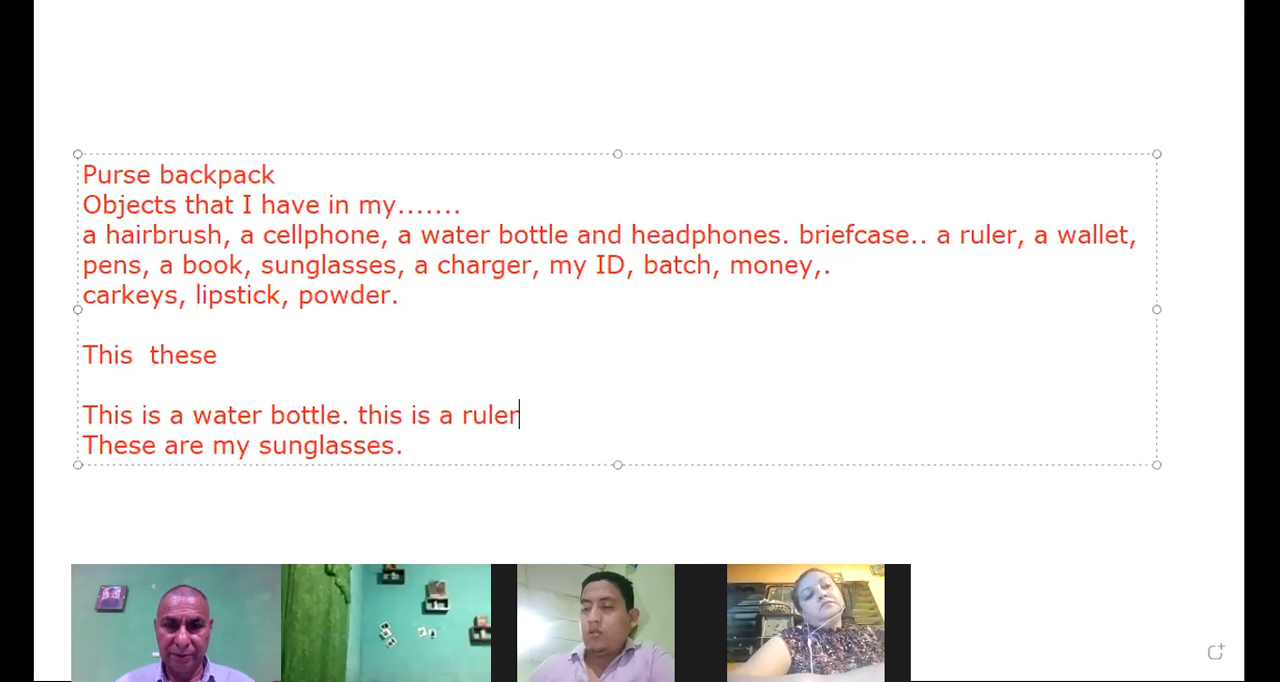 Purse backpack
Objects that I have in my.......
a hairbrush, a cellphone, a water bottle and headphones. briefcase.. a ruler, a wallet,
pens, a book, sunglasses, a charger, my ID, batch, money,.
carkeys, lipstick, powder.
This  these
This is a water bottle. this is a ruler
These are my sunglasses.